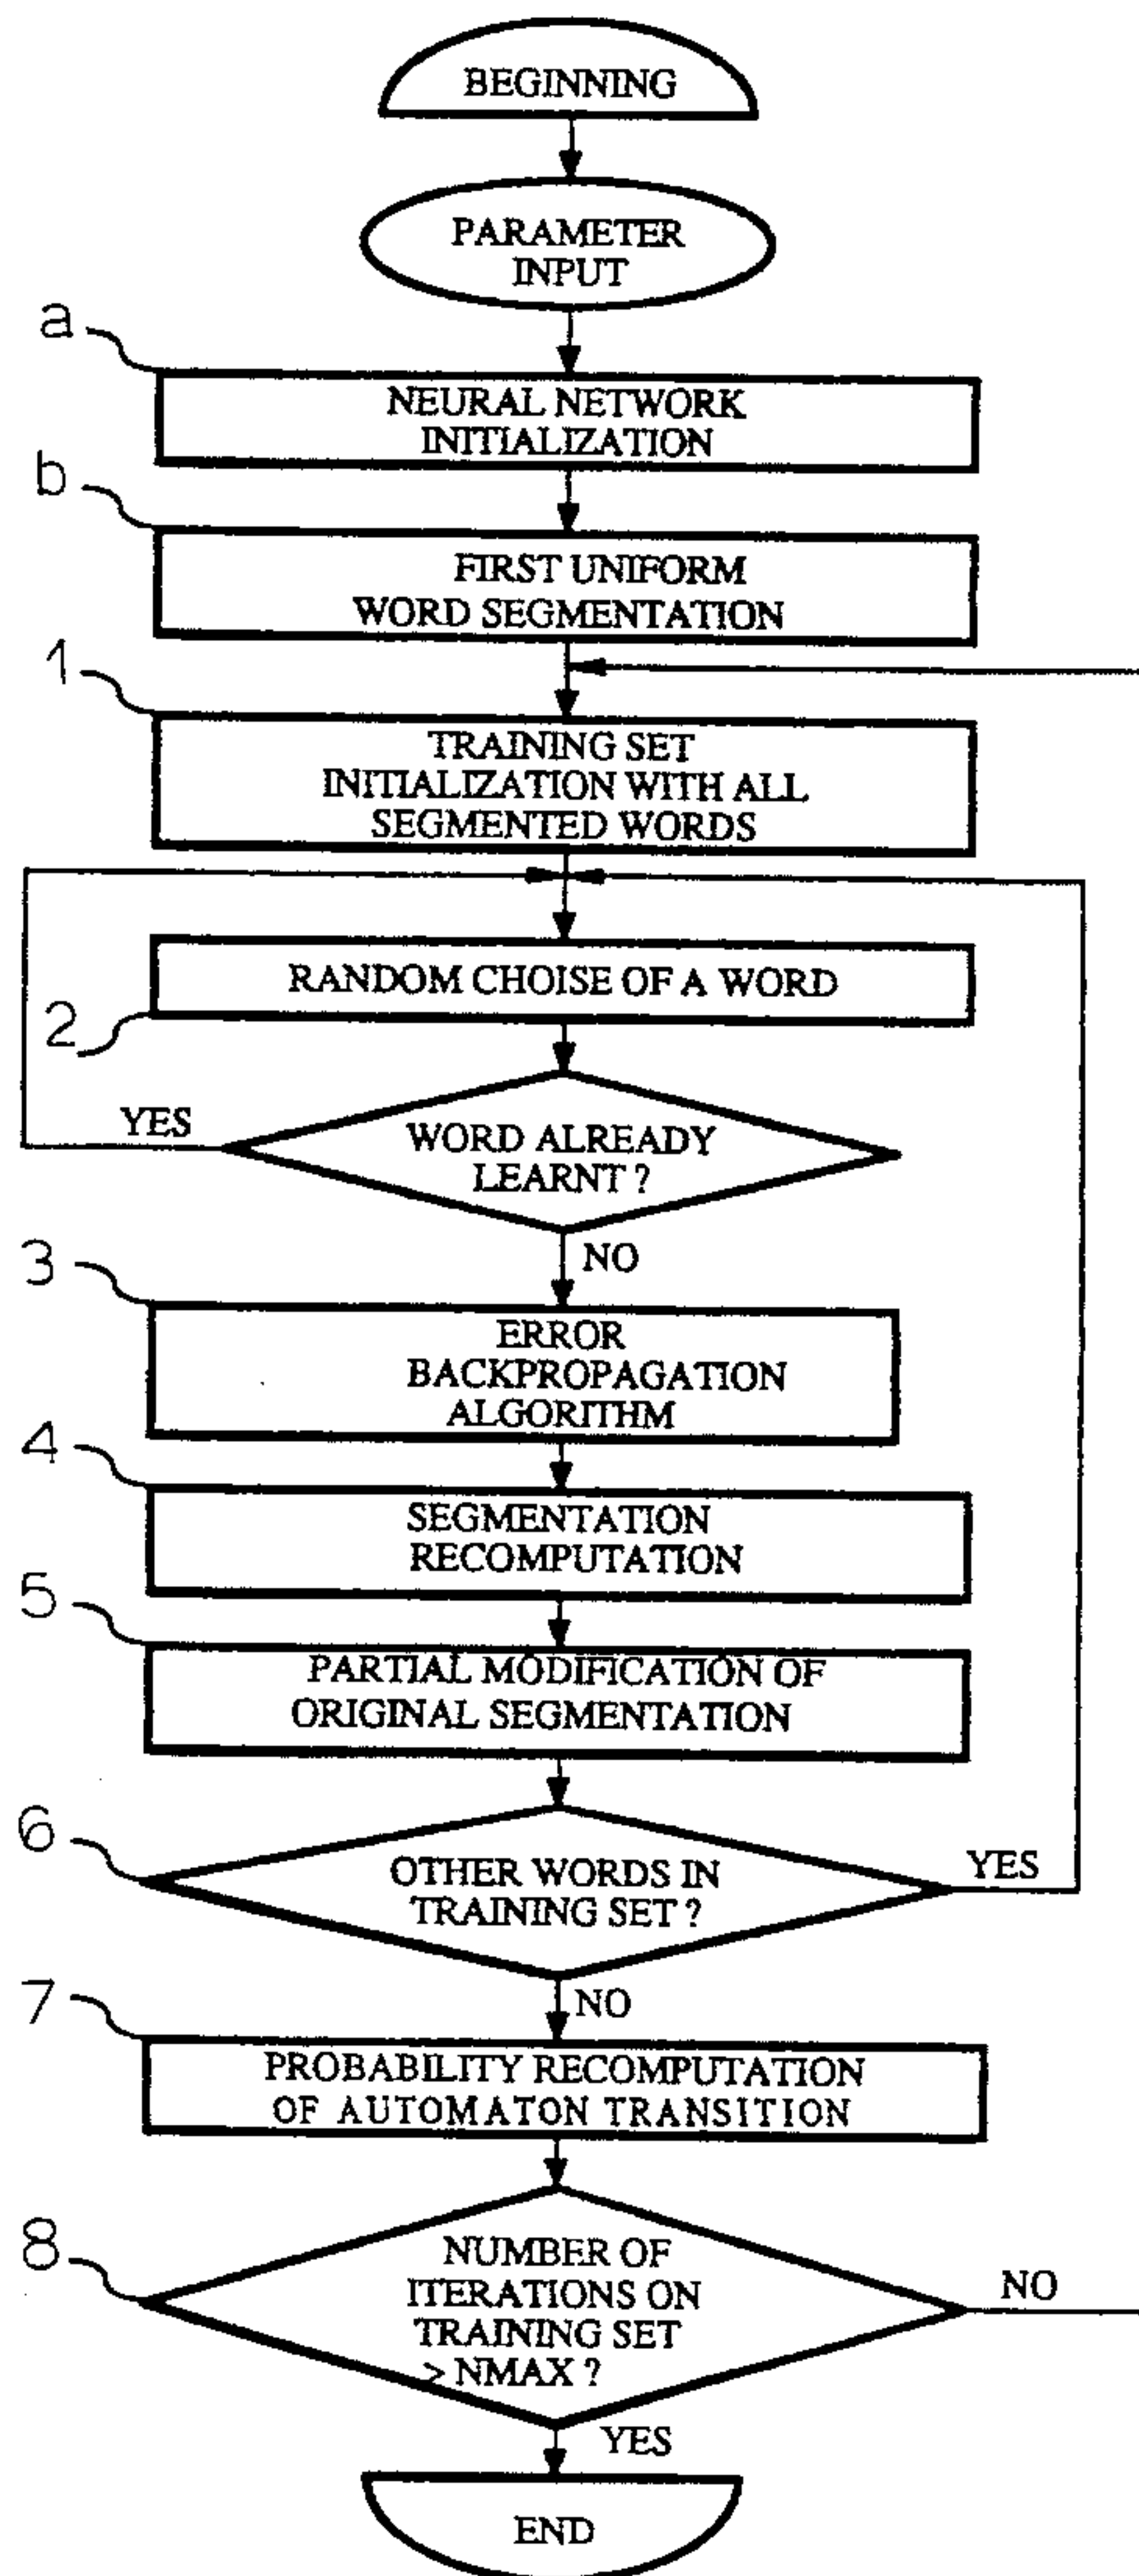 BEGINNING
PARAMETER
INPUT
a
NEURAL NETWORK
INITIALIZATION
b
FIRST UNIFORM
WORD SEGMENTATION
1
TRAINING SET
INITIALIZATION WITH ALL
SEGMENTED WORDS
RANDOM CHOISE OF A WORD
2
YES
WORD ALREADY
LEARNT ?
NO
3
ERROR
BACKPROPAGATION
ALGORITHM
4
SEGMENTATION
RECOMPUTATION
5
PARTIAL MODIFICATION OF
ORIGINAL SEGMENTATION
6
OTHER WORDS IN
TRAINING SET ?
YES
NO
7
PROBABILITY RECOMPUTATION
OF AUTOMATON TRANSITION
8
NUMBER OF
ITERATIONS ON
TRAINING SET
> NMAX ?
NO
YES
END